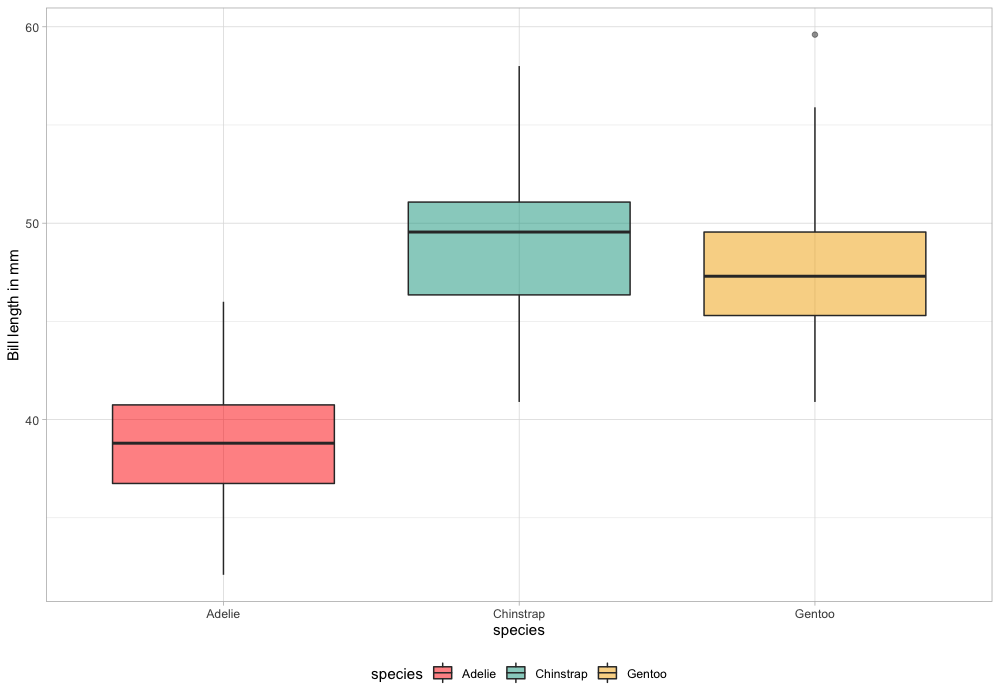 60
50
40
Bill length in mm
Adelie Chinstrap Gentoo
species
species Adelie Chinstrap Gentoo